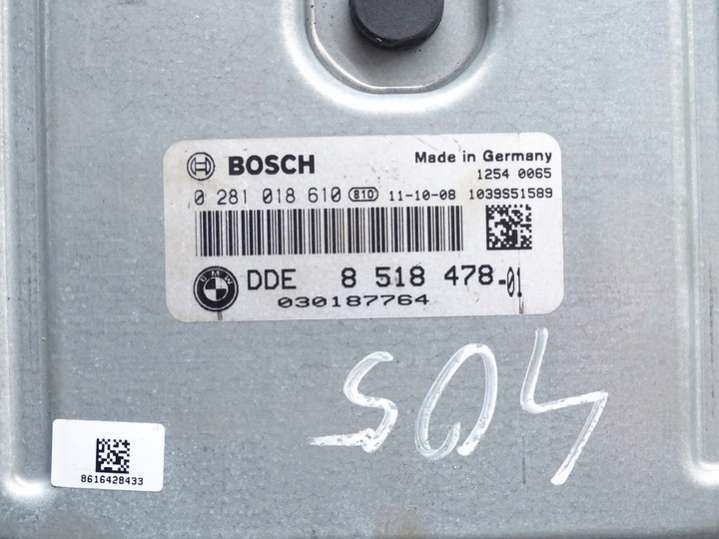 BOSCH Made in Germany
1254 0065
0 281 018 610 810 11-10-08 1039S51589
BMW DDE 8 518 478-01
030187764
8616428433